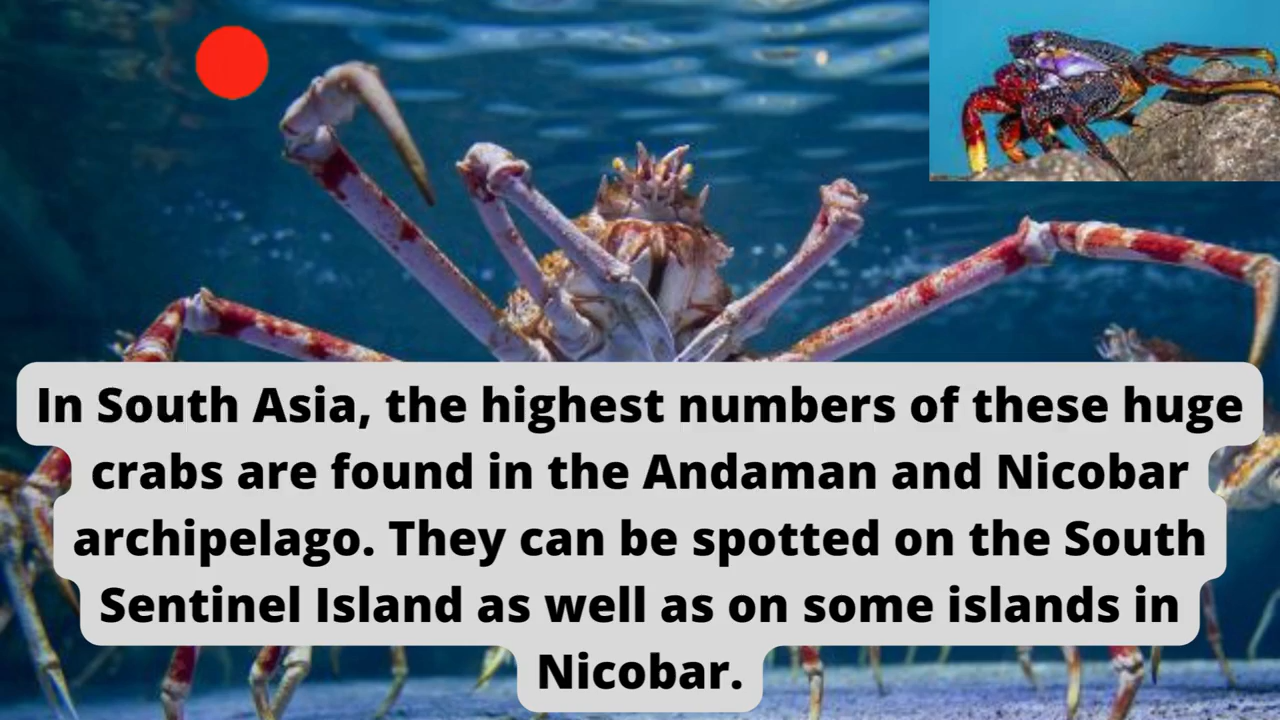 In South Asia, the highest numbers of these huge
crabs are found in the Andaman and Nicobar
archipelago. They can be spotted on the South
Sentinel Island as well as on some islands in
Nicobar.